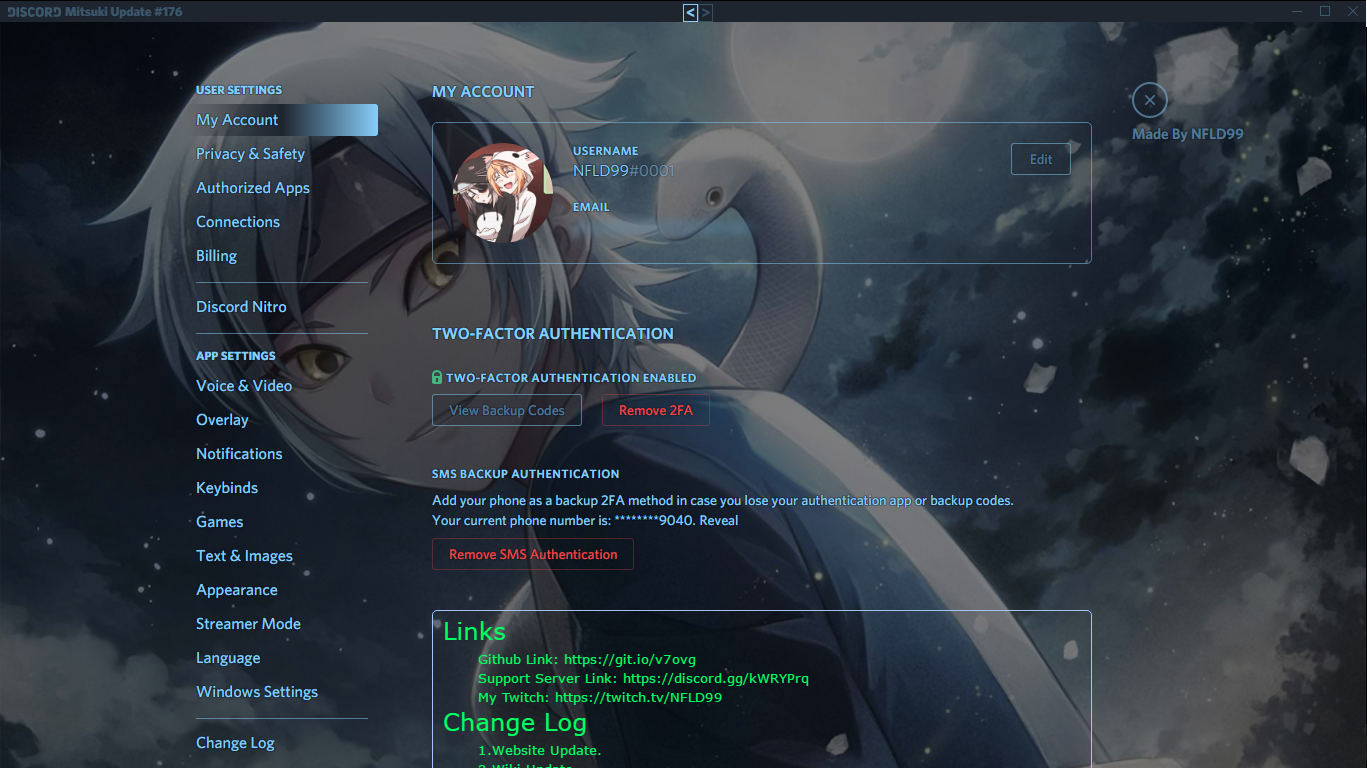 DISCORD Mitsuki Update #176
< >
USER SETTINGS
My Account
Privacy & Safety
Authorized Apps
Connections
Billing
Discord Nitro
APP SETTINGS
Voice & Video
Overlay
Notifications
Keybinds
Games
Text & Images
Appearance
Streamer Mode
Language
Windows Settings
Change Log
MY ACCOUNT
USERNAME
NFLD99#0001
EMAIL
Edit
TWO-FACTOR AUTHENTICATION
TWO-FACTOR AUTHENTICATION ENABLED
View Backup Codes
Remove 2FA
SMS BACKUP AUTHENTICATION
Add your phone as a backup 2FA method in case you lose your authentication app or backup codes.
Your current phone number is: ********9040. Reveal
Remove SMS Authentication
Links
Github Link: https://git.io/v7ovg
Support Server Link: https://discord.gg/kWRYPrq
My Twitch: https://twitch.tv/NFLD99
Change Log
1.Website Update.
2.Wiki Update
Made By NFLD99